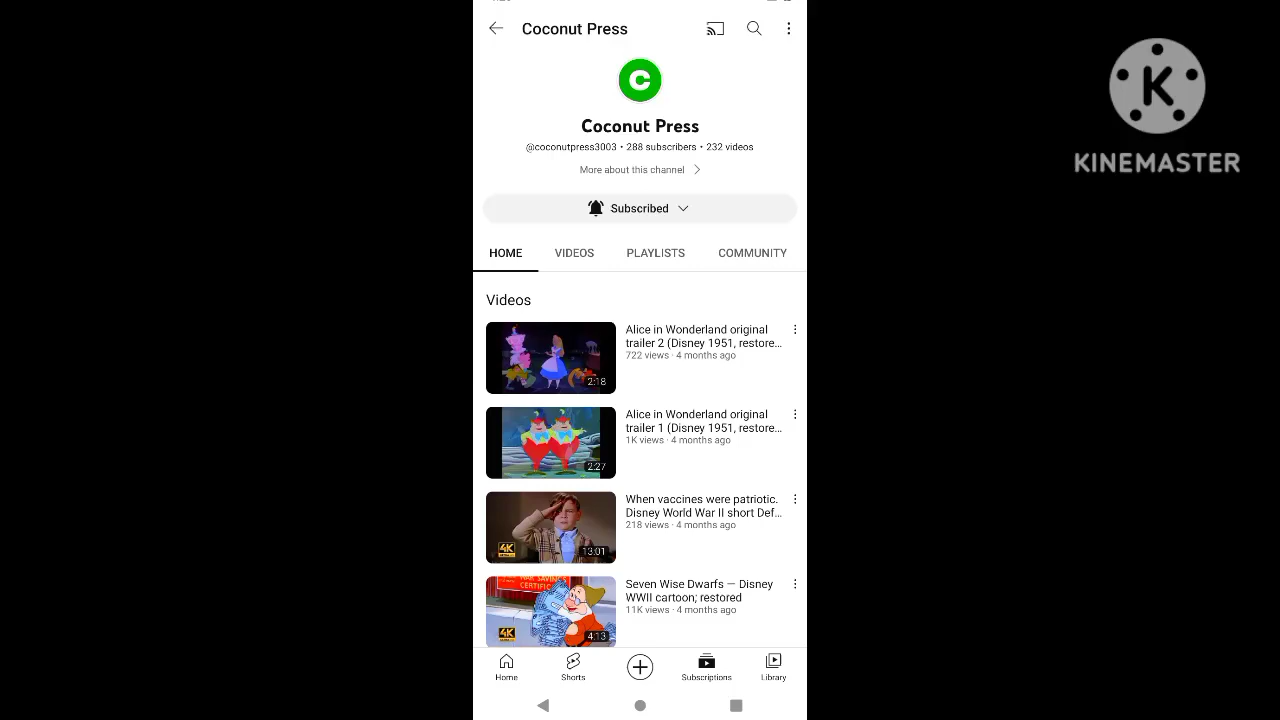 Coconut Press
C
Coconut Press
@coconutpress3003 • 288 subscribers • 232 videos
More about this channel
Subscribed
HOME VIDEOS PLAYLISTS COMMUNITY
Videos
Alice in Wonderland original
trailer 2 (Disney 1951, restore...
722 views · 4 months ago
2:18
Alice in Wonderland original
trailer 1 (Disney 1951, restore...
1K views · 4 months ago
2:27
When vaccines were patriotic.
Disney World War II short Def...
218 views · 4 months ago
4K
13:01
WAR SAVINGS
CERTIFIC
Seven Wise Dwarfs — Disney
WWII cartoon; restored
11K views · 4 months ago
4K
4:13
Home Shorts Subscriptions Library
K
KINEMASTER